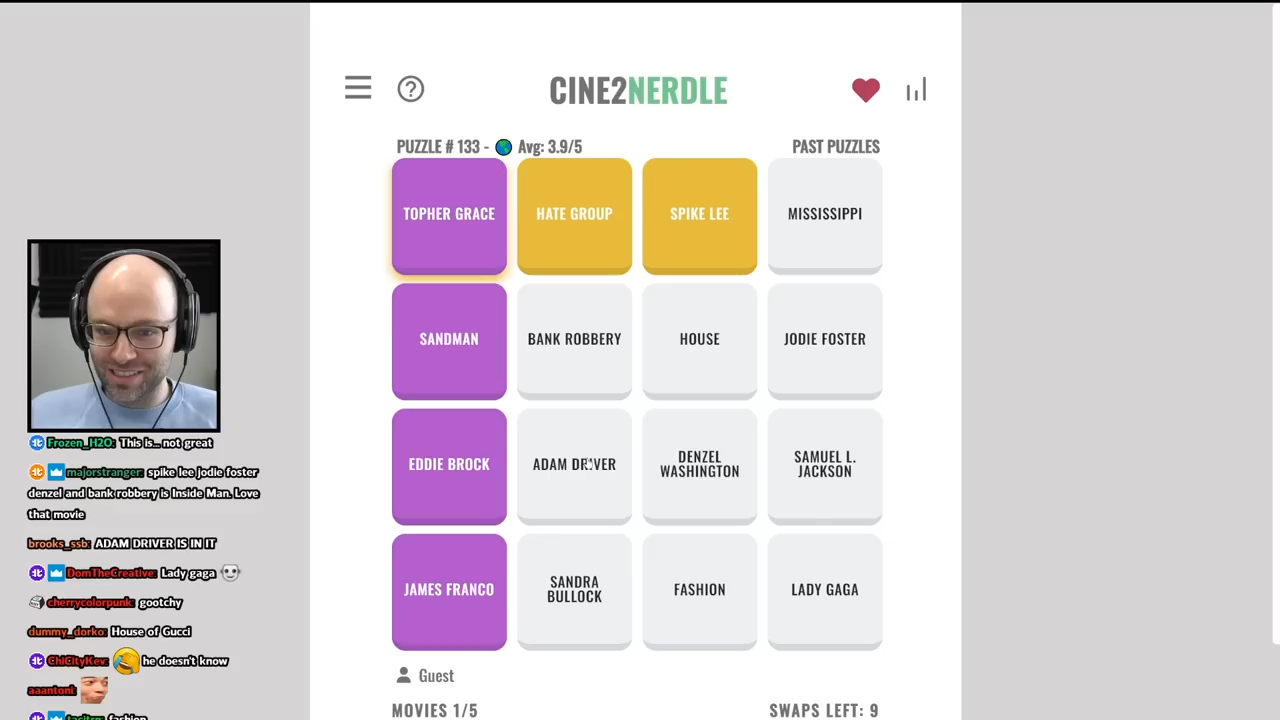 CINE2NERDLE
PUZZLE # 133 - Avg: 3.9/5
PAST PUZZLES
TOPHER GRACE
HATE GROUP
SPIKE LEE
MISSISSIPPI
SANDMAN
BANK ROBBERY
HOUSE
JODIE FOSTER
EDDIE BROCK
ADAM DRIVER
DENZEL
WASHINGTON
SAMUEL L.
JACKSON
JAMES FRANCO
SANDRA
BULLOCK
FASHION
LADY GAGA
Guest
MOVIES 1/5
SWAPS LEFT: 9
Frozen_H2O: This is... not great
majorstranger: spike lee jodie foster
denzel and bank robbery is Inside Man. Love
that movie
brooks_ssb: ADAM DRIVER IS IN IT
DomTheCreative: Lady gaga
cherrycolorpunk: gootchy
dummy_dorko: House of Gucci
ChiCityKev: he doesn't know
aaantoni: